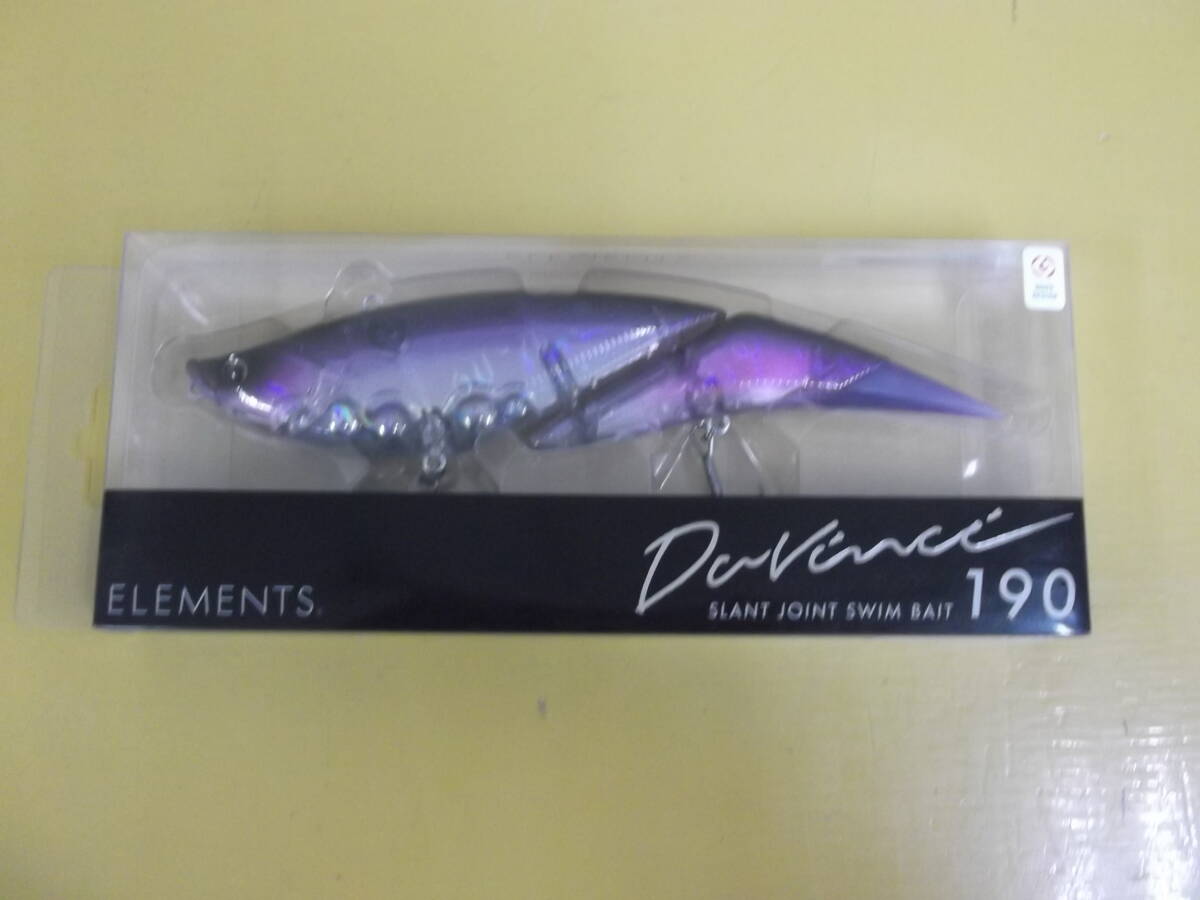 ELEMENTS.
DaVinci
SLANT JOINT SWIM BAIT 190